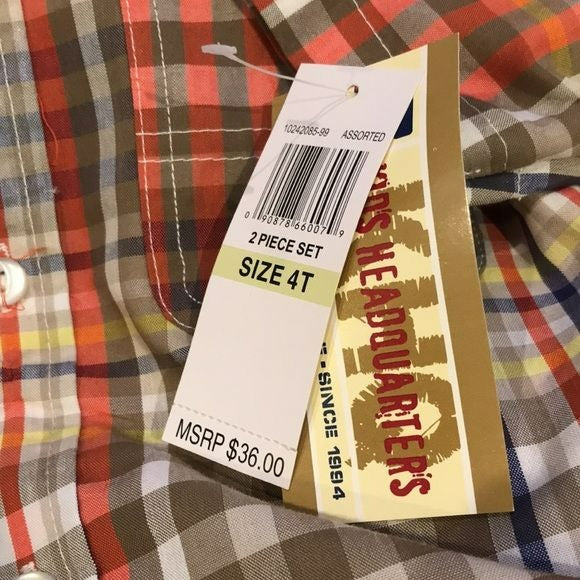 10242085-99 ASSORTED
0 90878 66007 9
2 PIECE SET
SIZE 4T
MSRP $36.00
KIDS HEADQUARTERS
SINCE 1994